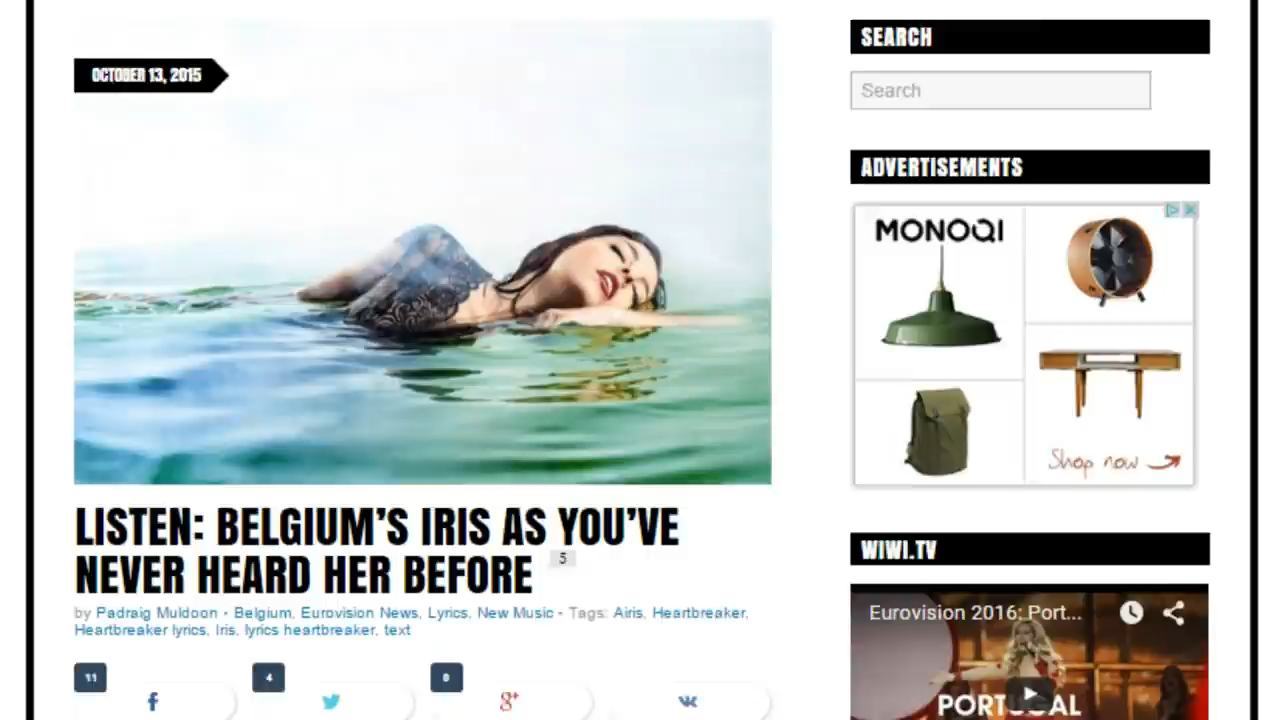 OCTOBER 13, 2015
LISTEN: BELGIUM'S IRIS AS YOU'VE
NEVER HEARD HER BEFORE 5
by Padraig Muldoon • Belgium, Eurovision News, Lyrics, New Music • Tags: Airis, Heartbreaker,
Heartbreaker lyrics, Iris, lyrics heartbreaker, text
11
4
0
SEARCH
Search
ADVERTISEMENTS
MONOQI
Shop now
WIWI.TV
Eurovision 2016: Port...
PORTUGAL